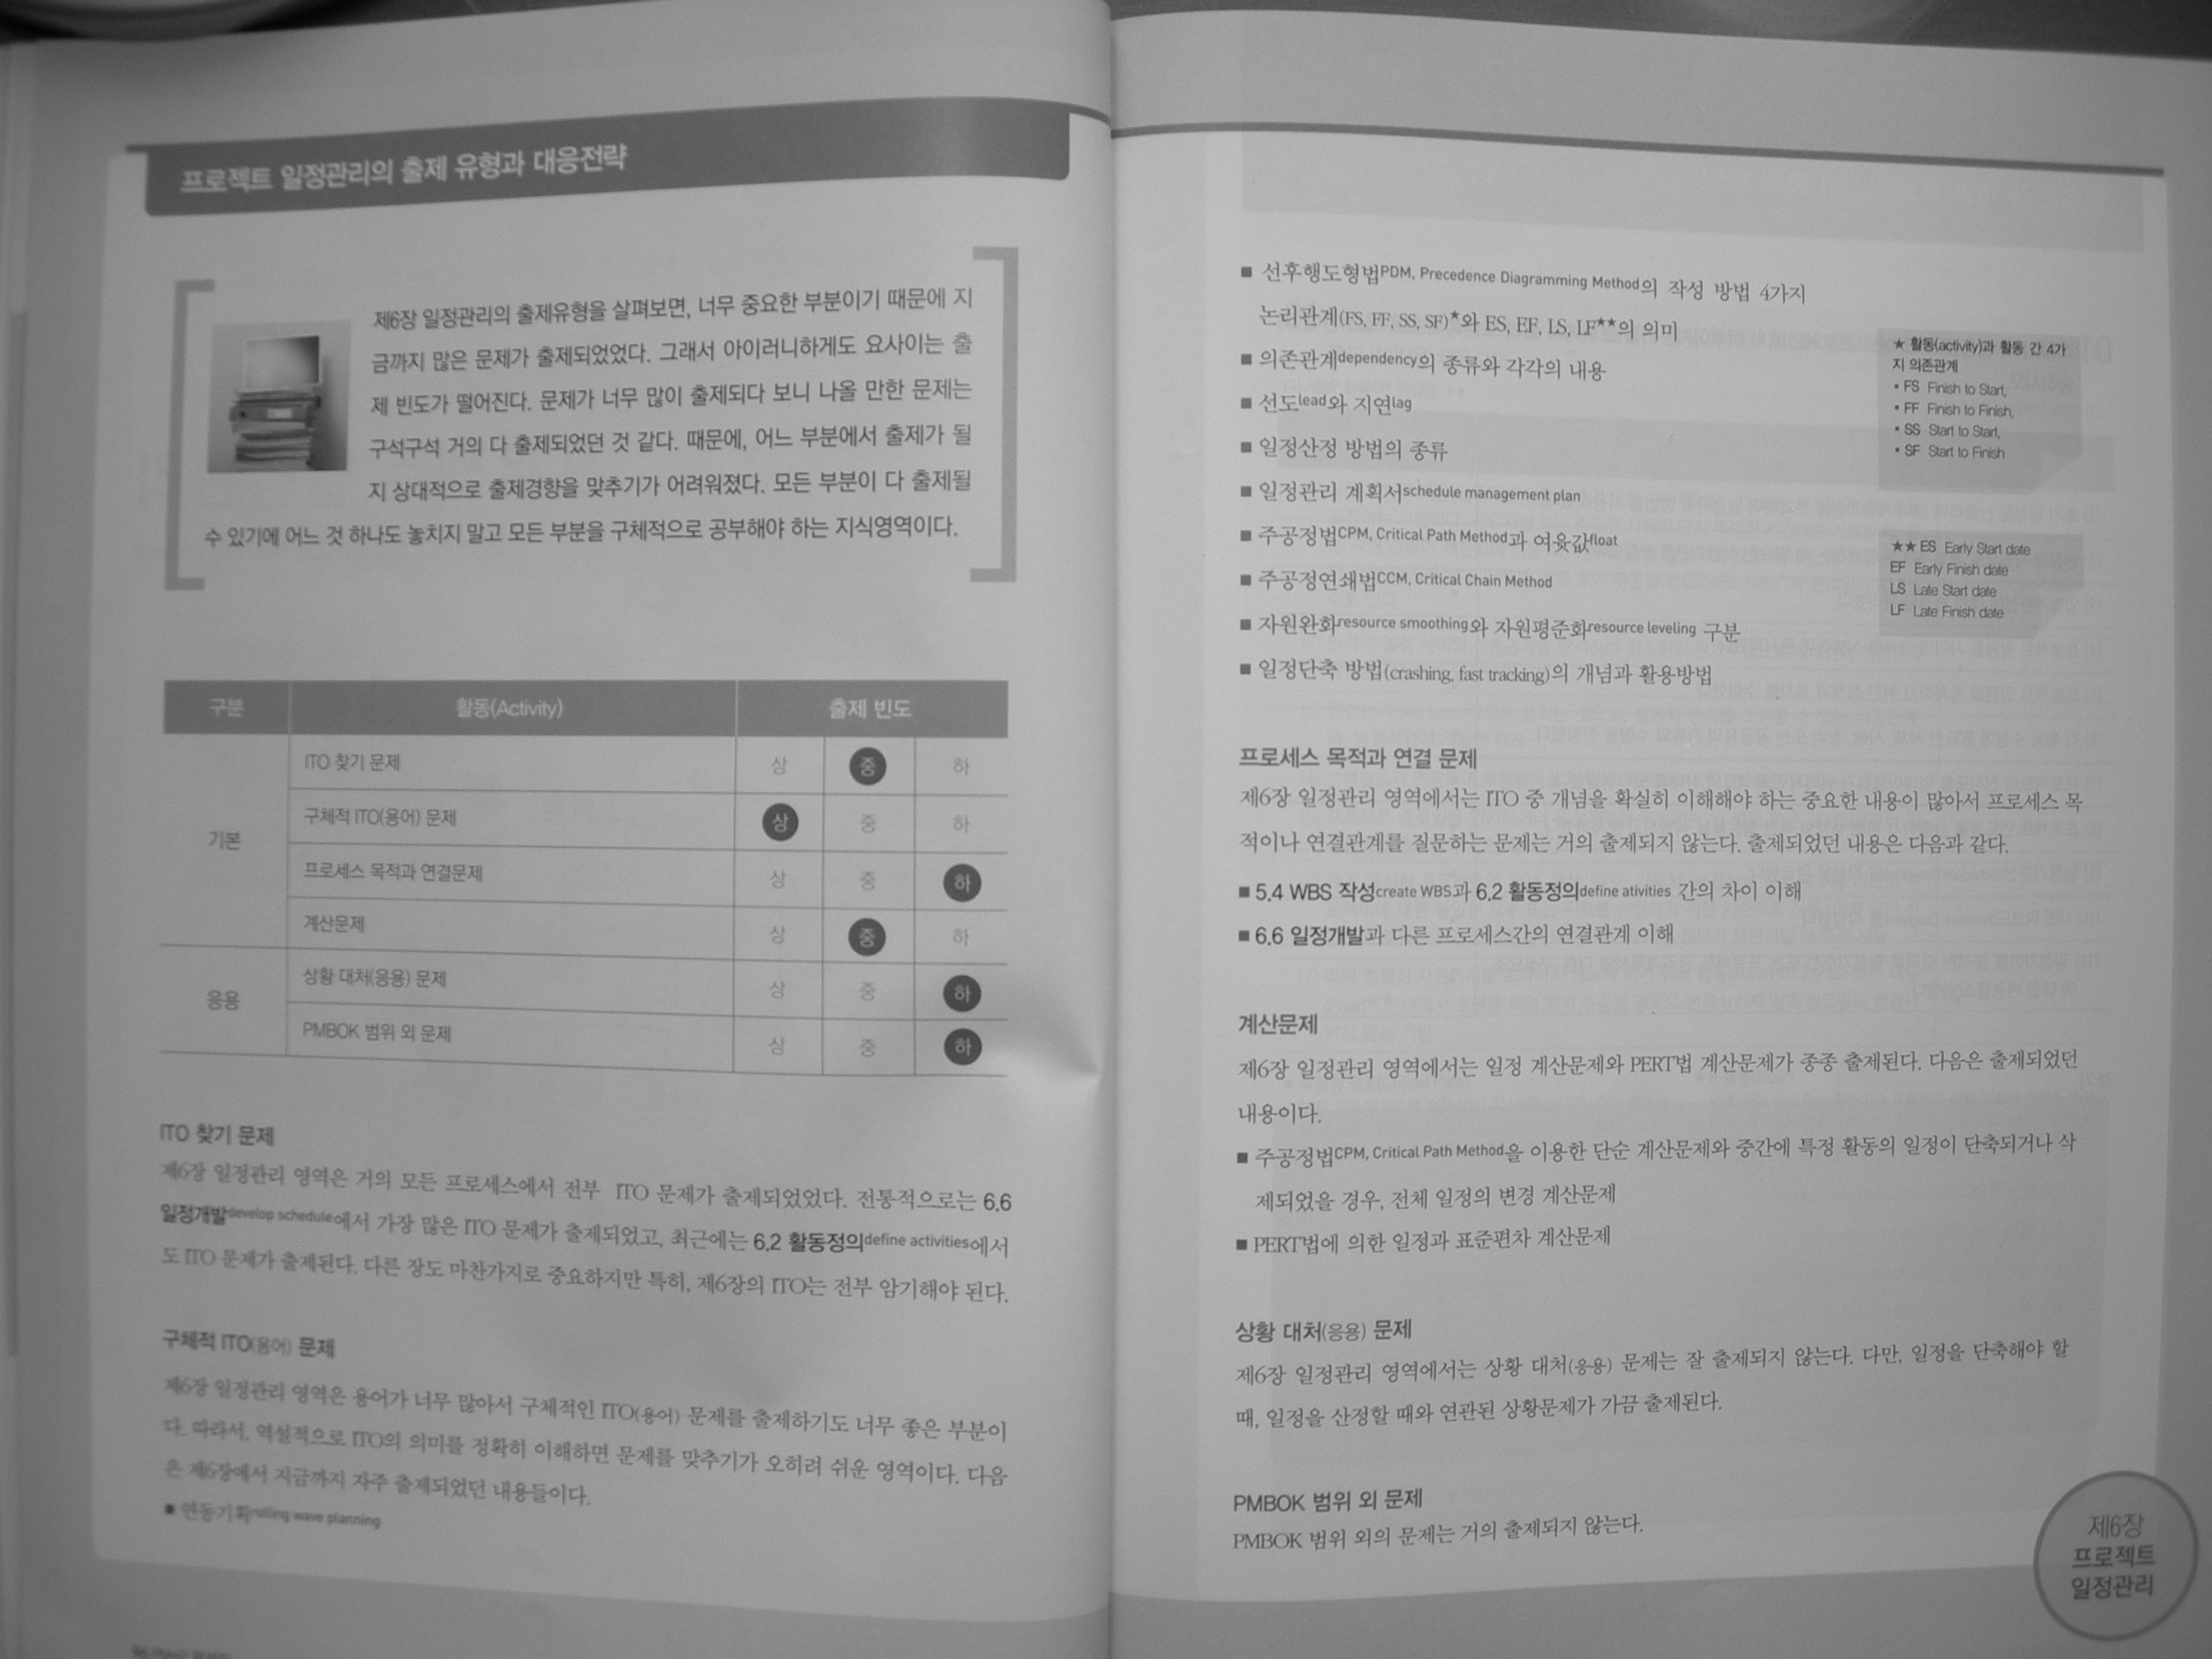 프로젝트 일정관리의 출제 유형과 대응전략
제6장 일정관리의 출제유형을 살펴보면, 너무 중요한 부분이기 때문에 지
금까지 많은 문제가 출제되었었다. 그래서 아이러니하게도 요사이는 출
제 빈도가 떨어진다. 문제가 너무 많이 출제되다 보니 나올 만한 문제는
구석구석 거의 다 출제되었던 것 같다. 때문에, 어느 부분에서 출제가 될
지 상대적으로 출제경향을 맞추기가 어려워졌다. 모든 부분이 다 출제될
수 있기에 어느 것 하나도 놓치지 말고 모든 부분을 구체적으로 공부해야 하는 지식영역이다.
구분 활동(Activity) 출제 빈도
기본
ITO 찾기 문제 상 중 하
구체적 ITO(용어) 문제 상 중 하
프로세스 목적과 연결문제 상 중 하
계산문제 상 중 하
응용
상황 대처(응용) 문제 상 중 하
PMBOK 범위 외 문제 상 중 하
ITO 찾기 문제
제6장 일정관리 영역은 거의 모든 프로세스에서 전부 ITO 문제가 출제되었었다. 전통적으로는 6.6
일정개발develop schedule에서 가장 많은 ITO 문제가 출제되었고, 최근에는 6.2 활동정의define activities에서
도 ITO 문제가 출제된다. 다른 장도 마찬가지로 중요하지만 특히, 제6장의 ITO는 전부 암기해야 된다.
구체적 ITO(용어) 문제
제6장 일정관리 영역은 용어가 너무 많아서 구체적인 ITO(용어) 문제를 출제하기도 너무 좋은 부분이
다. 따라서, 역설적으로 ITO의 의미를 정확히 이해하면 문제를 맞추기가 오히려 쉬운 영역이다. 다음
은 제6장에서 지금까지 자주 출제되었던 내용들이다.
■ 연동기획rolling wave planning
■ 선후행도형법PDM, Precedence Diagramming Method의 작성 방법 4가지
논리관계(FS, FF, SS, SF)★와 ES, EF, LS, LF★★의 의미
■ 의존관계dependency의 종류와 각각의 내용
■ 선도lead와 지연lag
■ 일정산정 방법의 종류
■ 일정관리 계획서schedule management plan
■ 주공정법CPM, Critical Path Method과 여윳값float
■ 주공정연쇄법CCM, Critical Chain Method
■ 자원완화resource smoothing와 자원평준화resource leveling 구분
■ 일정단축 방법(crashing, fast tracking)의 개념과 활용방법
★ 활동(activity)과 활동 간 4가
지 의존관계
• FS Finish to Start,
• FF Finish to Finish,
• SS Start to Start,
• SF Start to Finish
★★ ES Early Start date
EF Early Finish date
LS Late Start date
LF Late Finish date
프로세스 목적과 연결 문제
제6장 일정관리 영역에서는 ITO 중 개념을 확실히 이해해야 하는 중요한 내용이 많아서 프로세스 목
적이나 연결관계를 질문하는 문제는 거의 출제되지 않는다. 출제되었던 내용은 다음과 같다.
■ 5.4 WBS 작성create WBS과 6.2 활동정의define ativities 간의 차이 이해
■ 6.6 일정개발과 다른 프로세스간의 연결관계 이해
계산문제
제6장 일정관리 영역에서는 일정 계산문제와 PERT법 계산문제가 종종 출제된다. 다음은 출제되었던
내용이다.
■ 주공정법CPM, Critical Path Method을 이용한 단순 계산문제와 중간에 특정 활동의 일정이 단축되거나 삭
제되었을 경우, 전체 일정의 변경 계산문제
■ PERT법에 의한 일정과 표준편차 계산문제
상황 대처(응용) 문제
제6장 일정관리 영역에서는 상황 대처(응용) 문제는 잘 출제되지 않는다. 다만, 일정을 단축해야 할
때, 일정을 산정할 때와 연관된 상황문제가 가끔 출제된다.
PMBOK 범위 외 문제
PMBOK 범위 외의 문제는 거의 출제되지 않는다.
제6장
프로젝트
일정관리